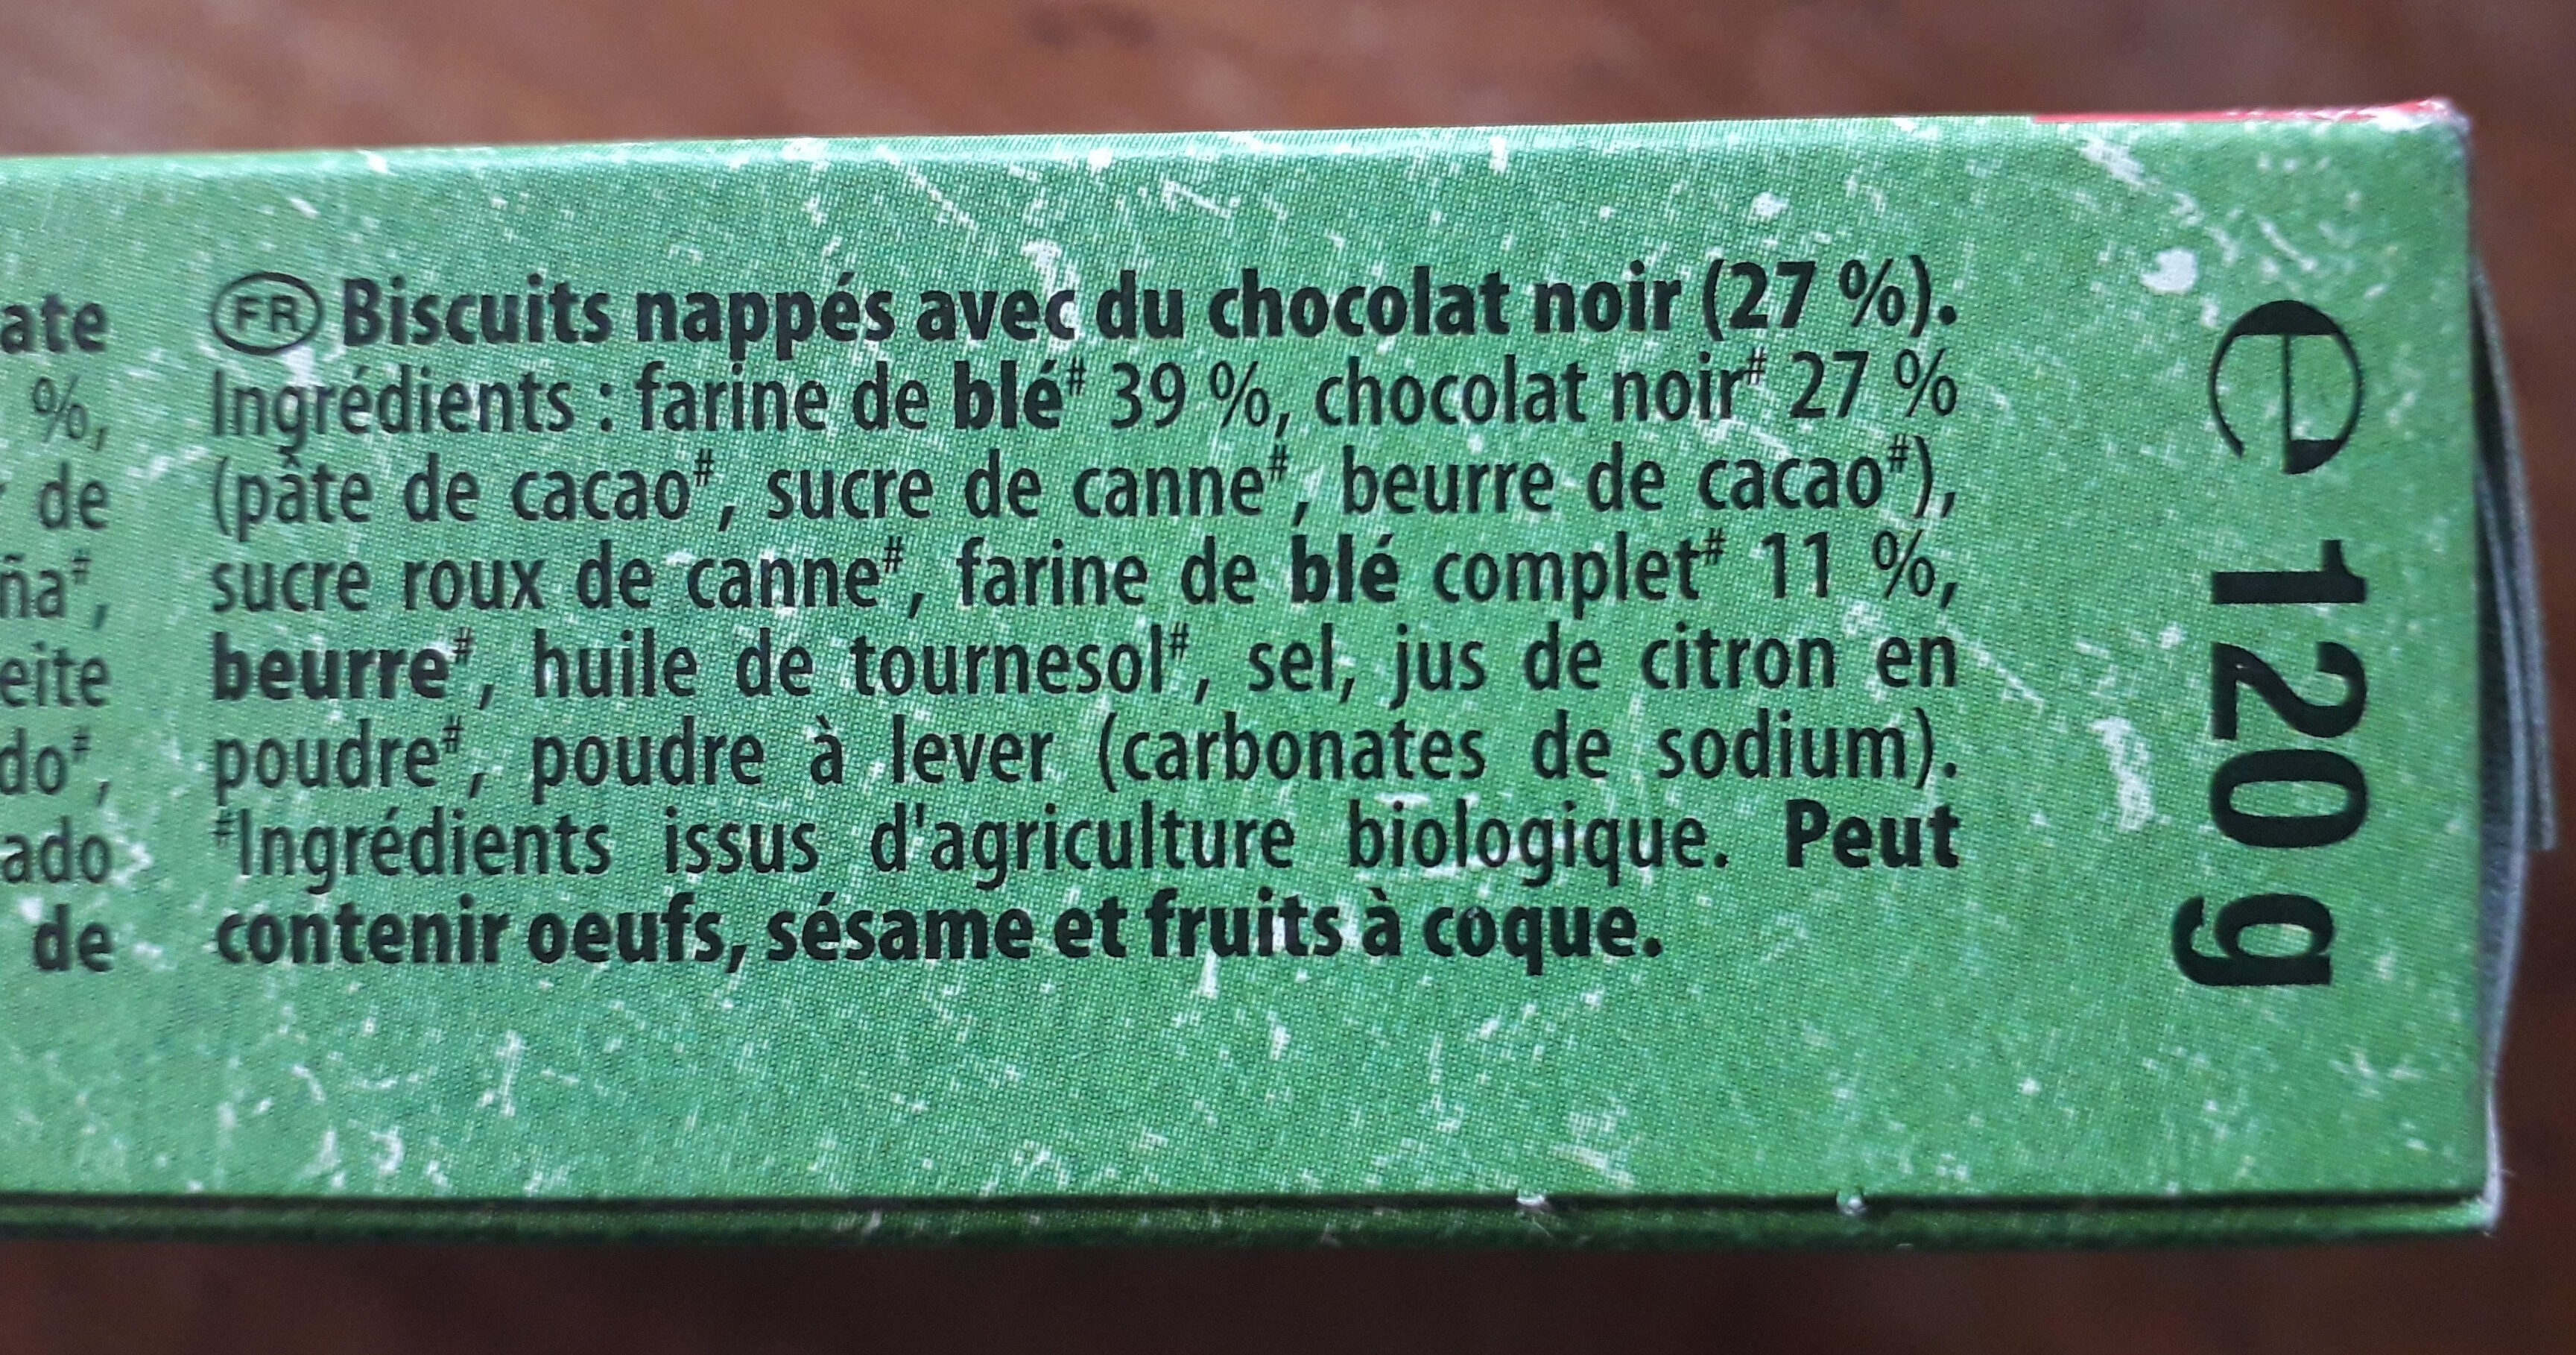 ate
%,
de
ña#,
eite
do#,
ado
de
FR Biscuits nappés avec du chocolat noir (27 %).
Ingrédients : farine de blé# 39 %, chocolat noir# 27 %
(pâte de cacao#, sucre de canne#, beurre de cacao#),
sucre roux de canne#, farine de blé complet# 11 %,
beurre#, huile de tournesol#, sel, jus de citron en
poudre#, poudre à lever (carbonates de sodium).
#Ingrédients issus d'agriculture biologique. Peut
contenir oeufs, sésame et fruits à coque.
e 120 g